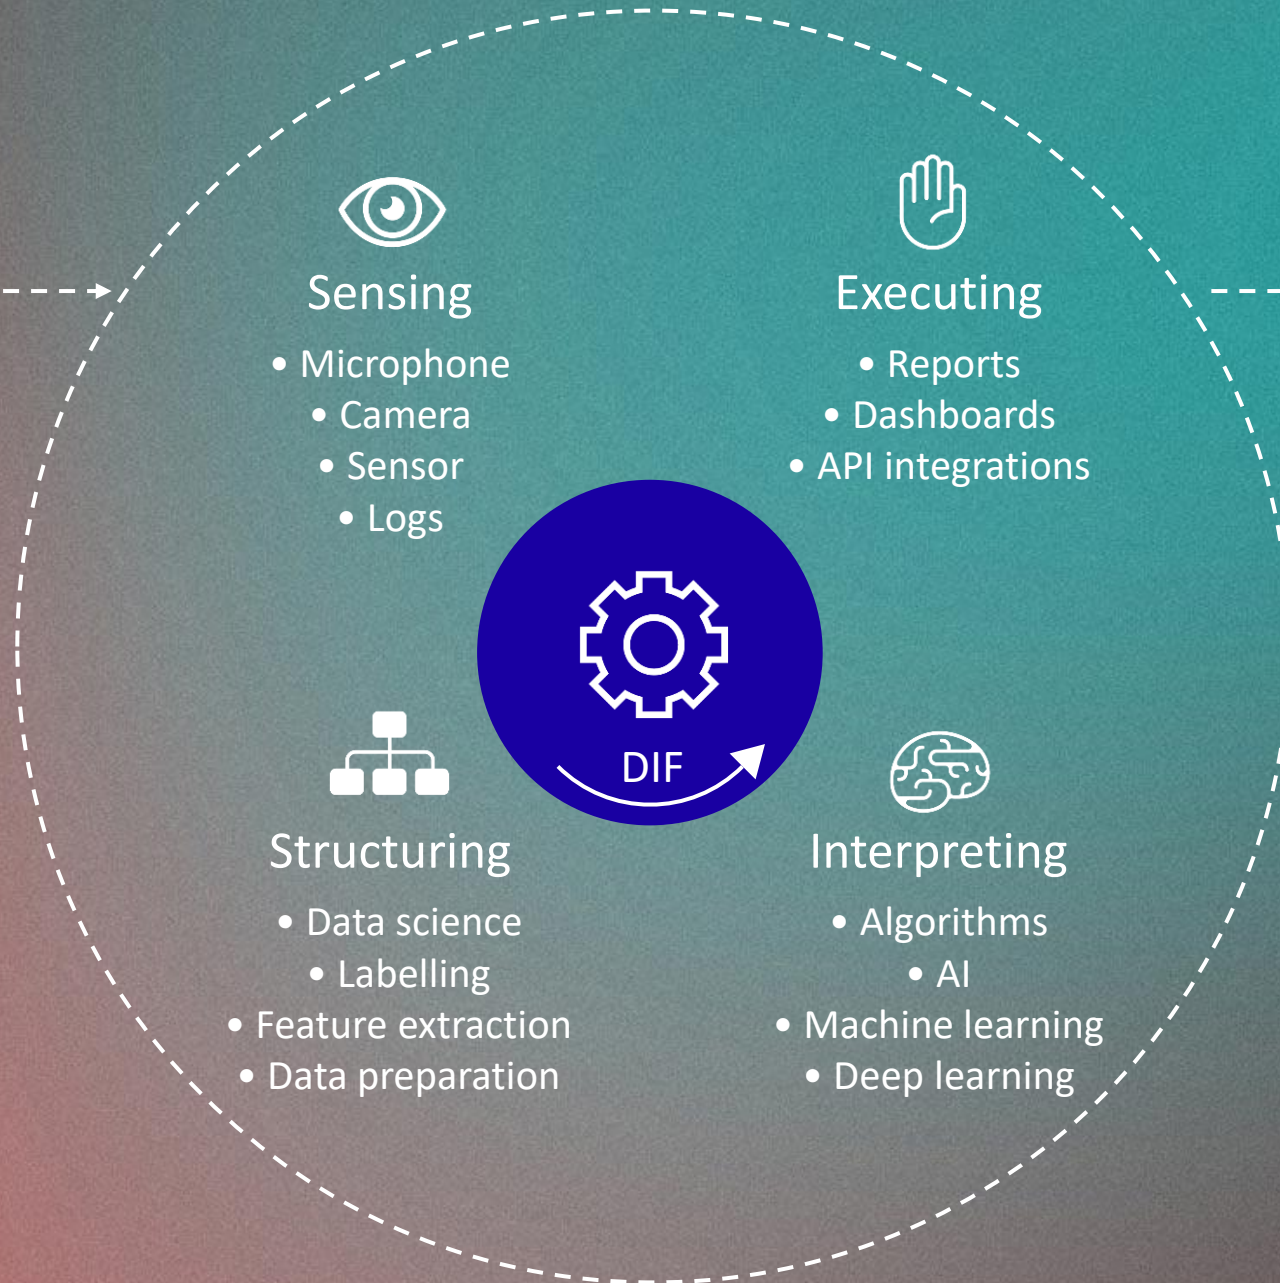 Sensing
• Microphone
• Camera
• Sensor
• Logs
Executing
• Reports
• Dashboards
• API integrations
DIF
Structuring
• Data science
• Labelling
• Feature extraction
• Data preparation
Interpreting
• Algorithms
• AI
• Machine learning
• Deep learning